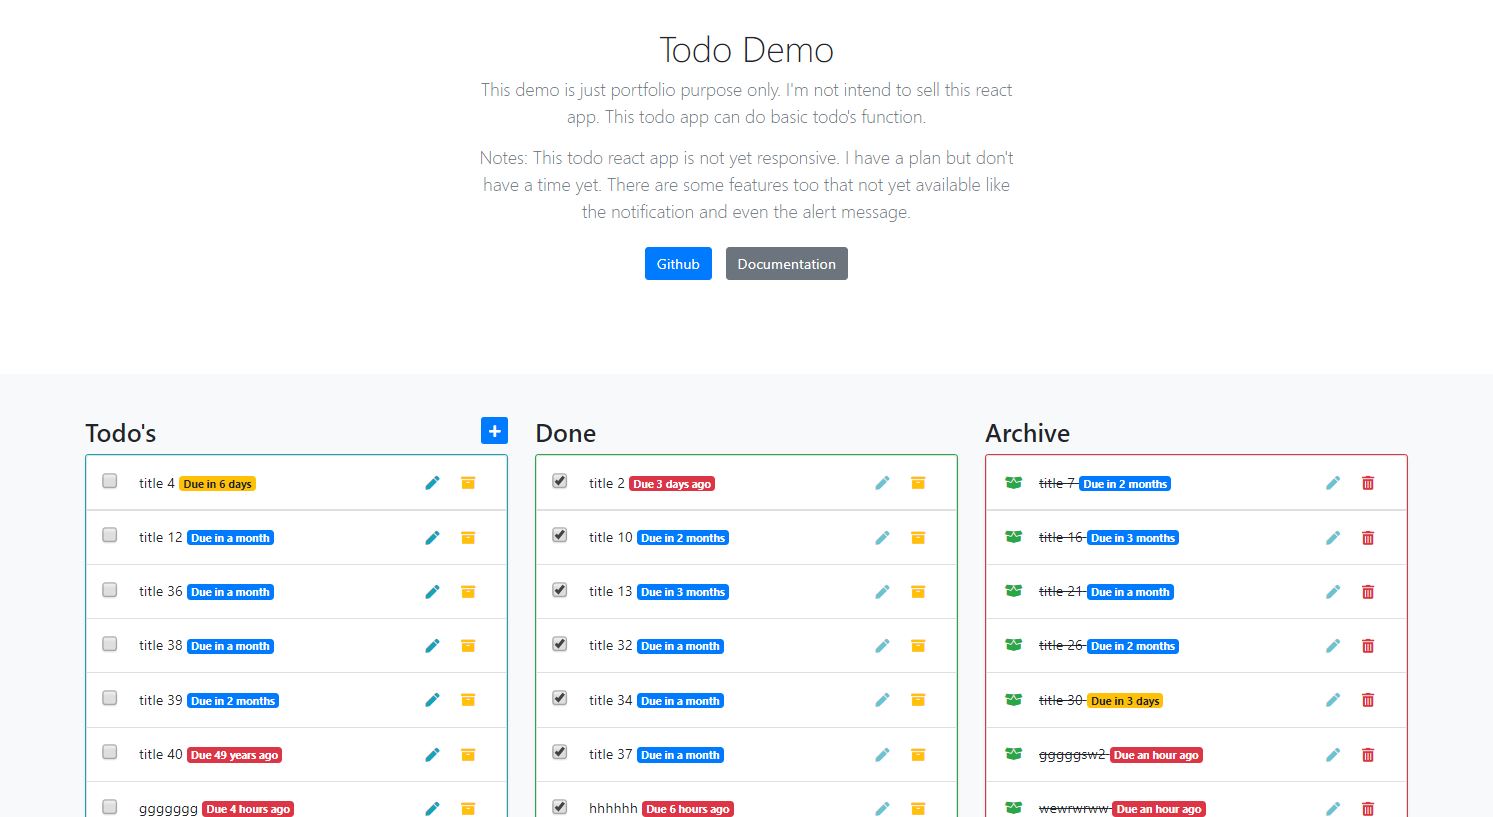 Todo Demo
This demo is just portfolio purpose only. I'm not intend to sell this react
app. This todo app can do basic todo's function.
Notes: This todo react app is not yet responsive. I have a plan but don't
have a time yet. There are some features too that not yet available like
the notification and even the alert message.
Github Documentation
Todo's +
title 4 Due in 6 days
title 12 Due in a month
title 36 Due in a month
title 38 Due in a month
title 39 Due in 2 months
title 40 Due 49 years ago
ggggggg Due 4 hours ago
Done
title 2 Due 3 days ago
title 10 Due in 2 months
title 13 Due in 3 months
title 32 Due in a month
title 34 Due in a month
title 37 Due in a month
hhhhhh Due 6 hours ago
Archive
title 7 Due in 2 months
title 16 Due in 3 months
title 21 Due in a month
title 26 Due in 2 months
title 30 Due in 3 days
gggggsw2 Due an hour ago
wewrwrww Due an hour ago